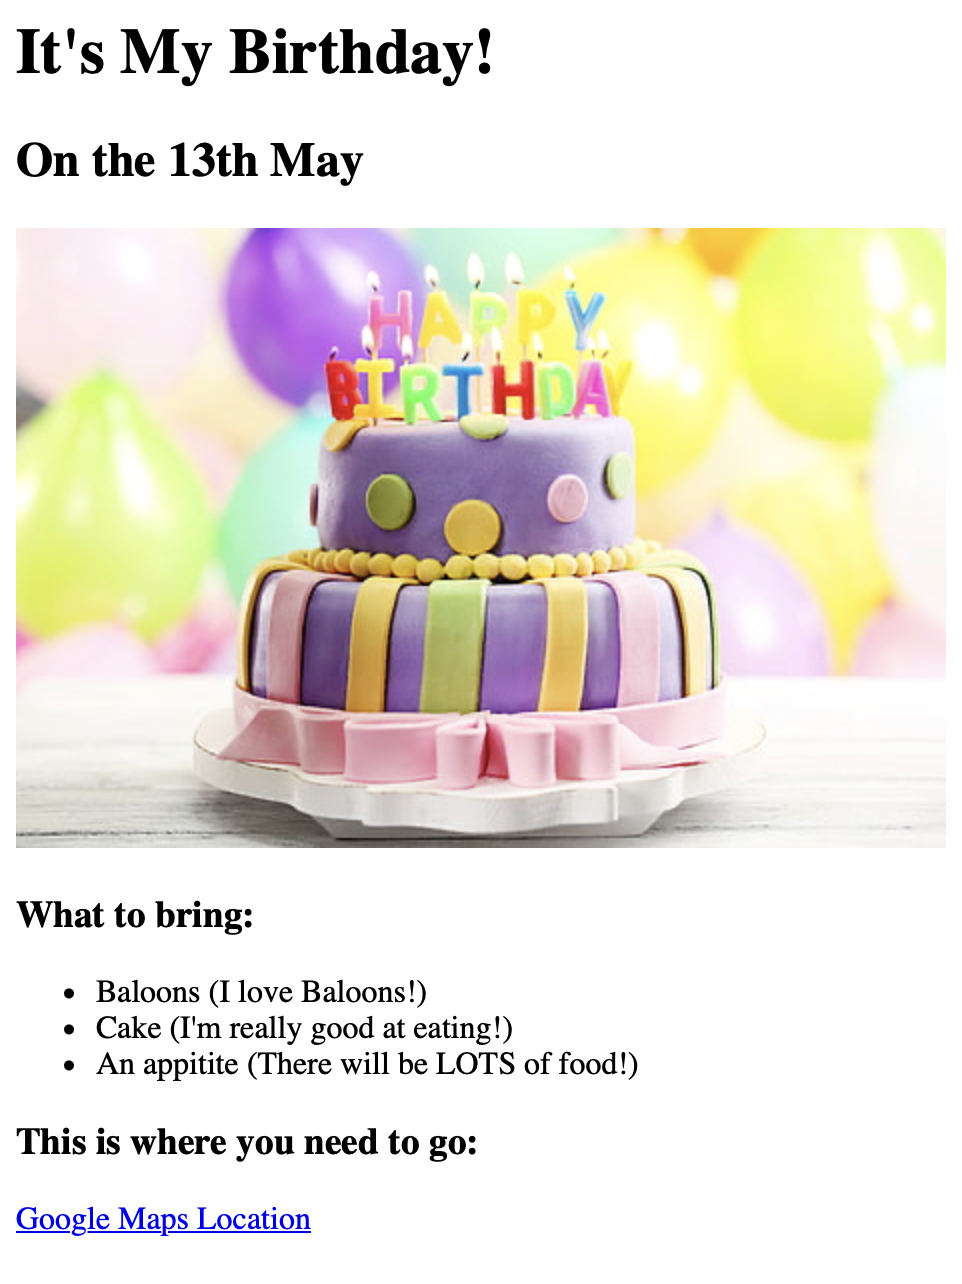 It's My Birthday!
On the 13th May
HAPPY
BIRTHDAY
What to bring:
Baloons (I love Baloons!)
Cake (I'm really good at eating!)
An appitite (There will be LOTS of food!)
This is where you need to go:
Google Maps Location